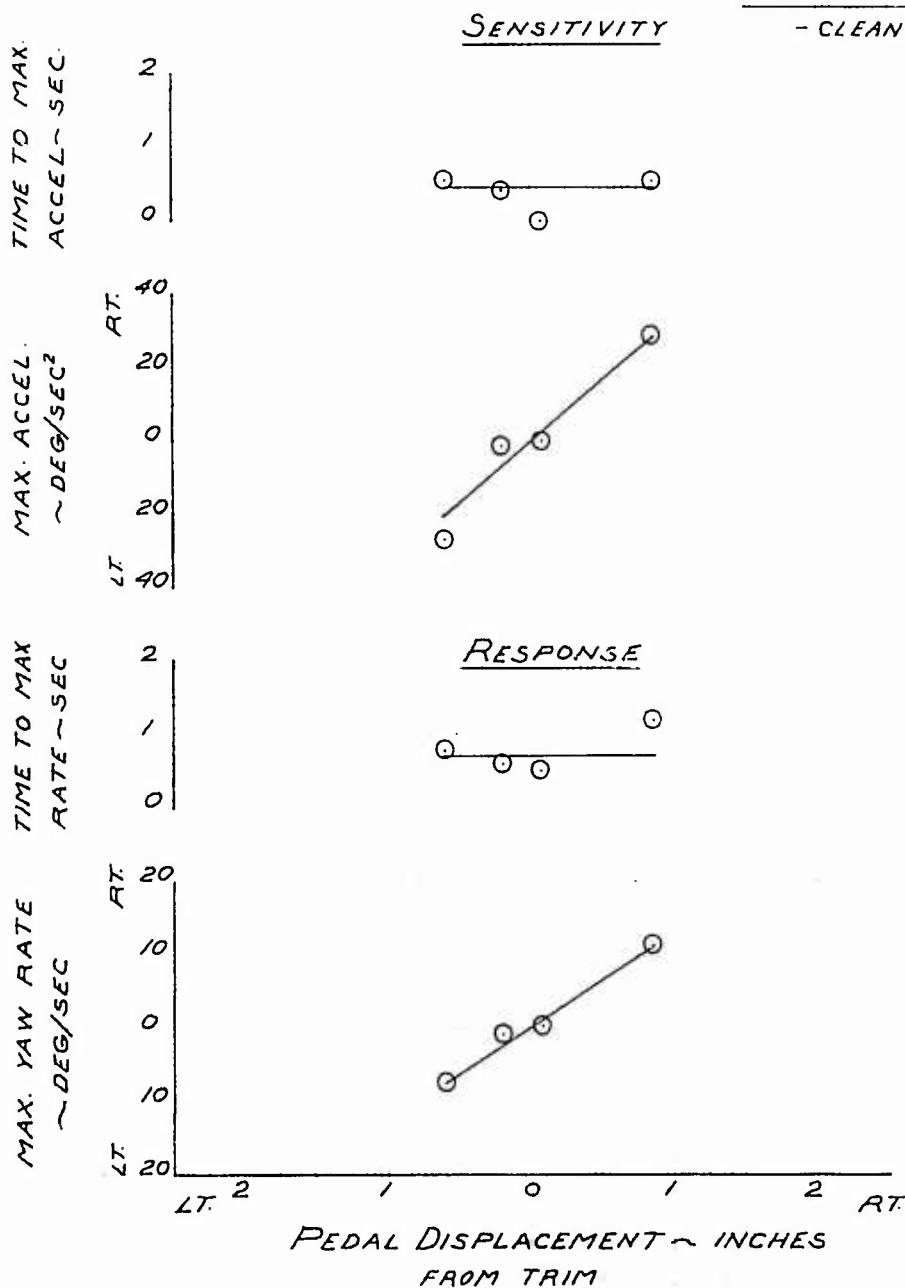 SENSITIVITY
- CLEAN
TIME TO MAX.
ACCEL ~ SEC.
2
1
0
MAX. ACCEL.
~ DEG/SEC²
RT.
40
20
0
20
LT. 40
RESPONSE
TIME TO MAX
RATE ~ SEC
2
1
0
MAX. YAW RATE
~ DEG/SEC
RT.
20
10
0
10
LT.
20
LT. 2 1 0 1 2 RT.
PEDAL DISPLACEMENT ~ INCHES
FROM TRIM